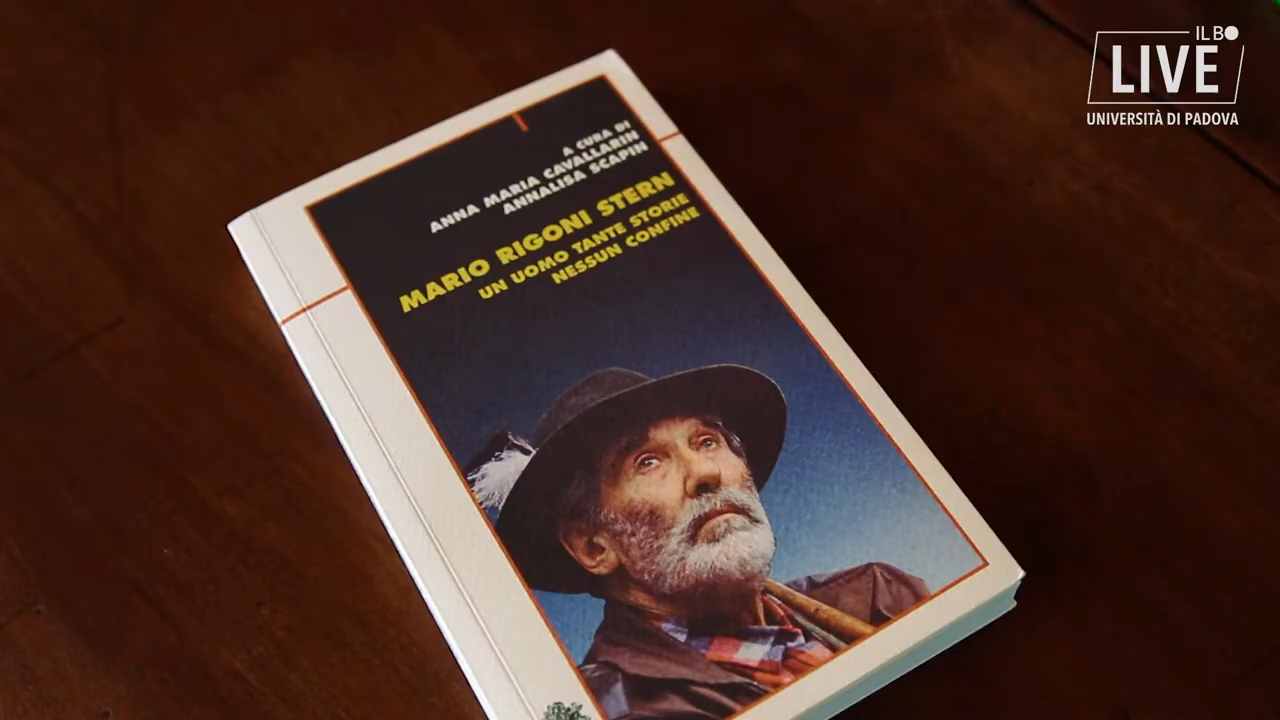 IL BO
LIVE
UNIVERSITÀ DI PADOVA
A CURA DI
ANNA MARIA CAVALLARIN
ANNALISA SCAPIN
MARIO RIGONI STERN
UN UOMO TANTE STORIE
NESSUN CONFINE